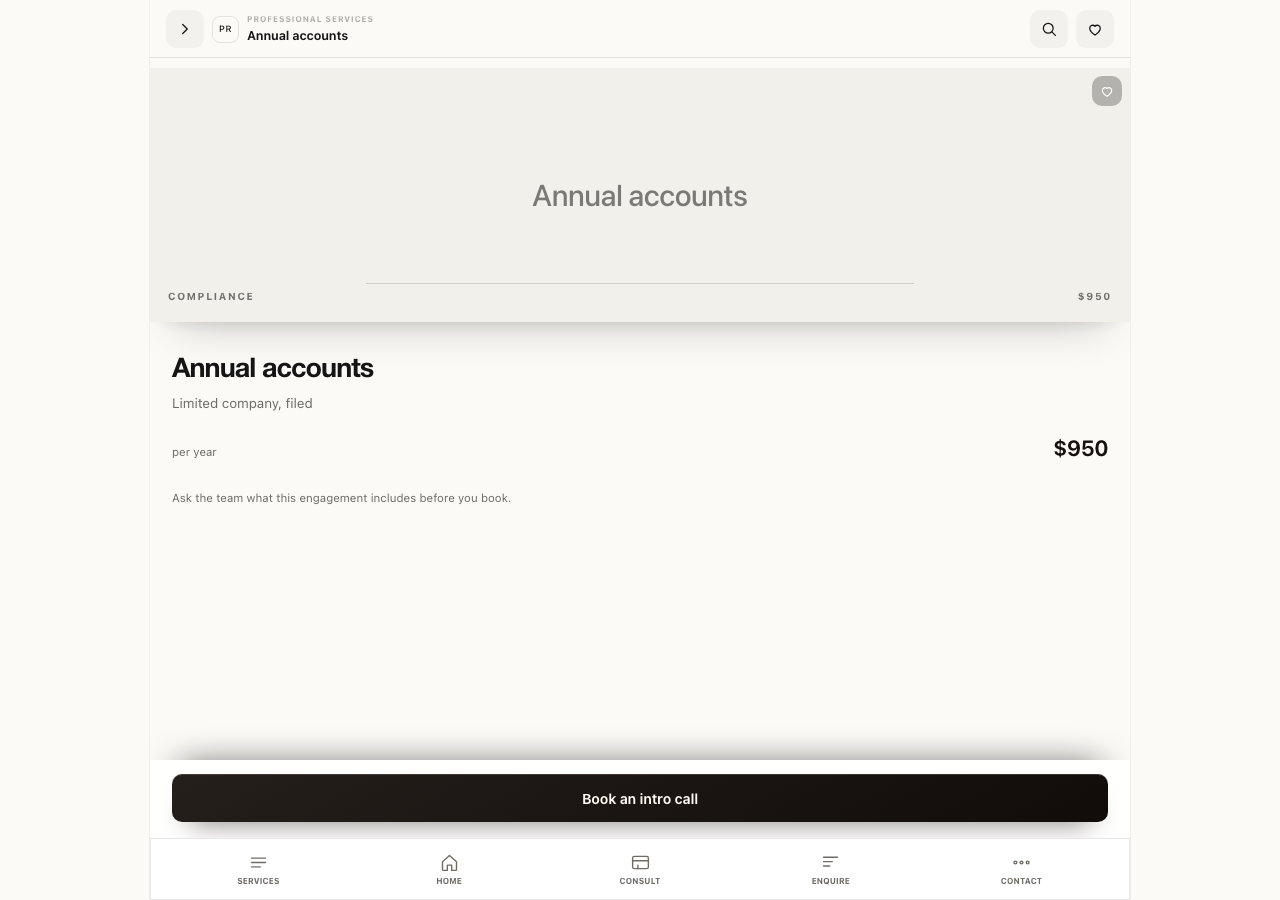 PR
PROFESSIONAL SERVICES
Annual accounts
Annual accounts
COMPLIANCE
$950
Annual accounts
Limited company, filed
per year
$950
Ask the team what this engagement includes before you book.
Book an intro call
SERVICES
HOME
CONSULT
ENQUIRE
CONTACT